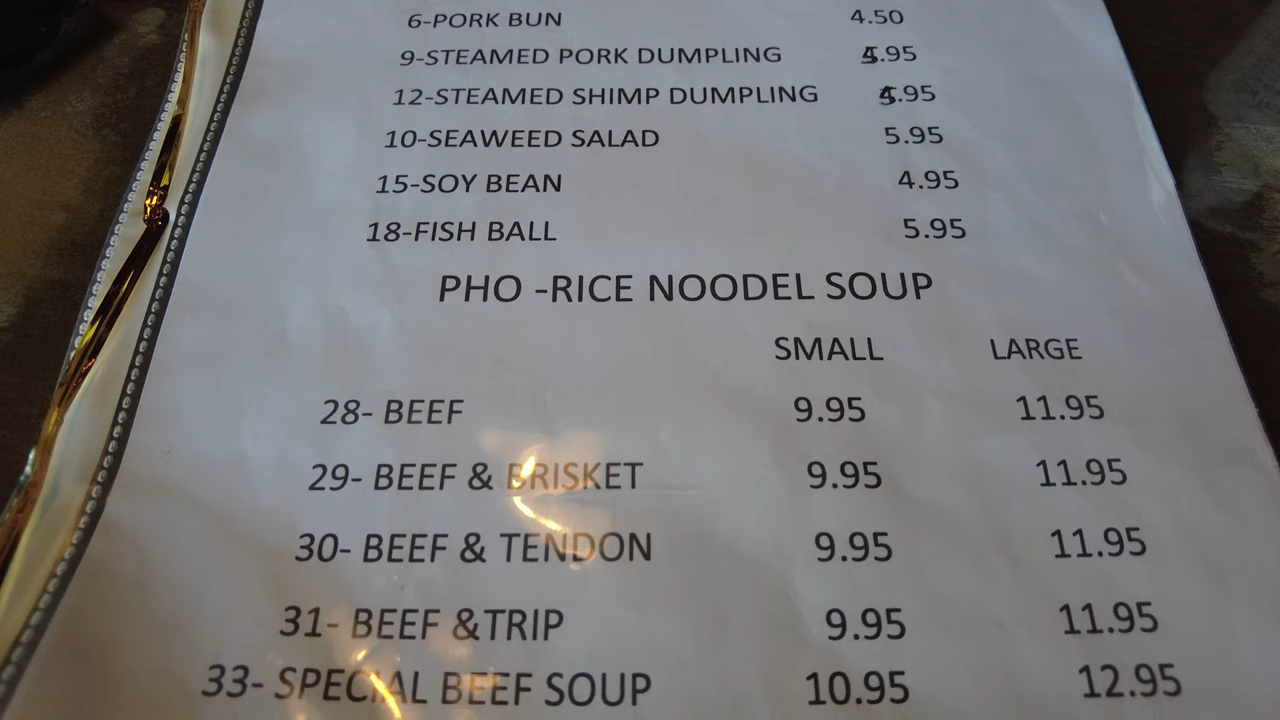 6-PORK BUN 4.50
9-STEAMED PORK DUMPLING 5.95
12-STEAMED SHIMP DUMPLING 5.95
10-SEAWEED SALAD 5.95
15-SOY BEAN 4.95
18-FISH BALL 5.95
PHO -RICE NOODEL SOUP
SMALL LARGE
28- BEEF 9.95 11.95
29- BEEF & BRISKET 9.95 11.95
30- BEEF & TENDON 9.95 11.95
31- BEEF &TRIP 9.95 11.95
33- SPECIAL BEEF SOUP 10.95 12.95